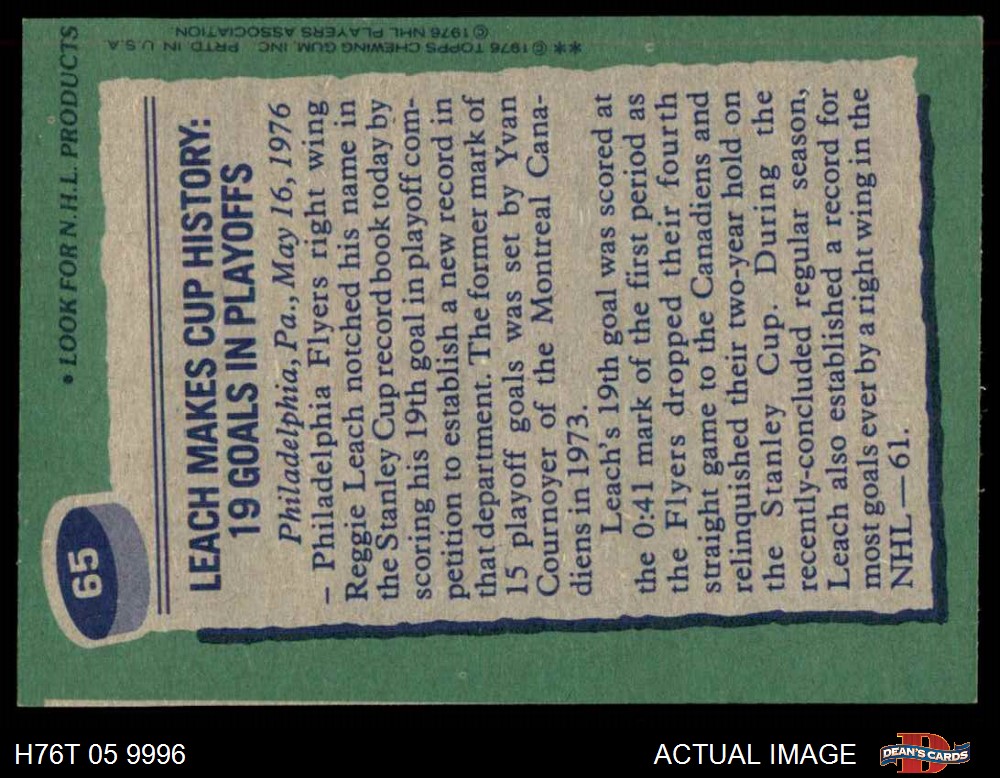 • LOOK FOR N.H.L. PRODUCTS
65
LEACH MAKES CUP HISTORY:
19 GOALS IN PLAYOFFS
Philadelphia, Pa., May 16, 1976
– Philadelphia Flyers right wing
Reggie Leach notched his name in
the Stanley Cup record book today by
scoring his 19th goal in playoff com-
petition to establish a new record in
that department. The former mark of
15 playoff goals was set by Yvan
Cournoyer of the Montreal Cana-
diens in 1973.
Leach's 19th goal was scored at
the 0:41 mark of the first period as
the Flyers dropped their fourth
straight game to the Canadiens and
relinquished their two-year hold on
the Stanley Cup. During the
recently-concluded regular season,
Leach also established a record for
most goals ever by a right wing in the
NHL—61.
**© 1976 TOPPS CHEWING GUM, INC. PRTD. IN U.S.A.
© 1976 NHL PLAYERS ASSOCIATION
H76T 05 9996
ACTUAL IMAGE
DEAN'S CARDS